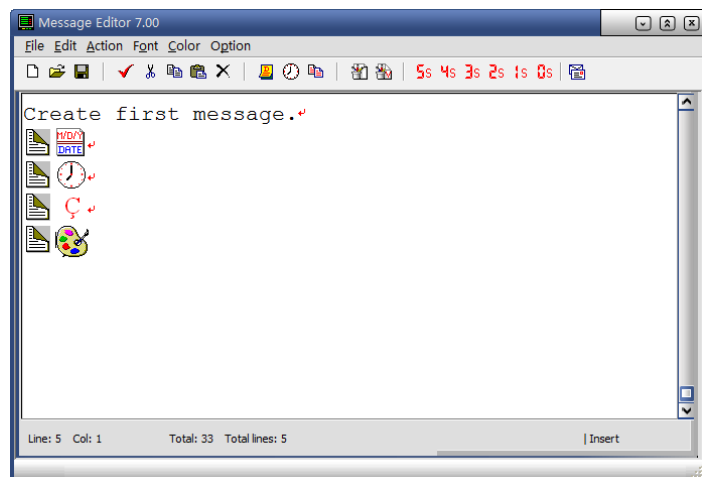 Message Editor 7.00
File Edit Action Font Color Option
5s 4s 3s 2s 1s 0s
Create first message.
M/D/Y
DATE
Ç
Line: 5 Col: 1 Total: 33 Total lines: 5 Insert